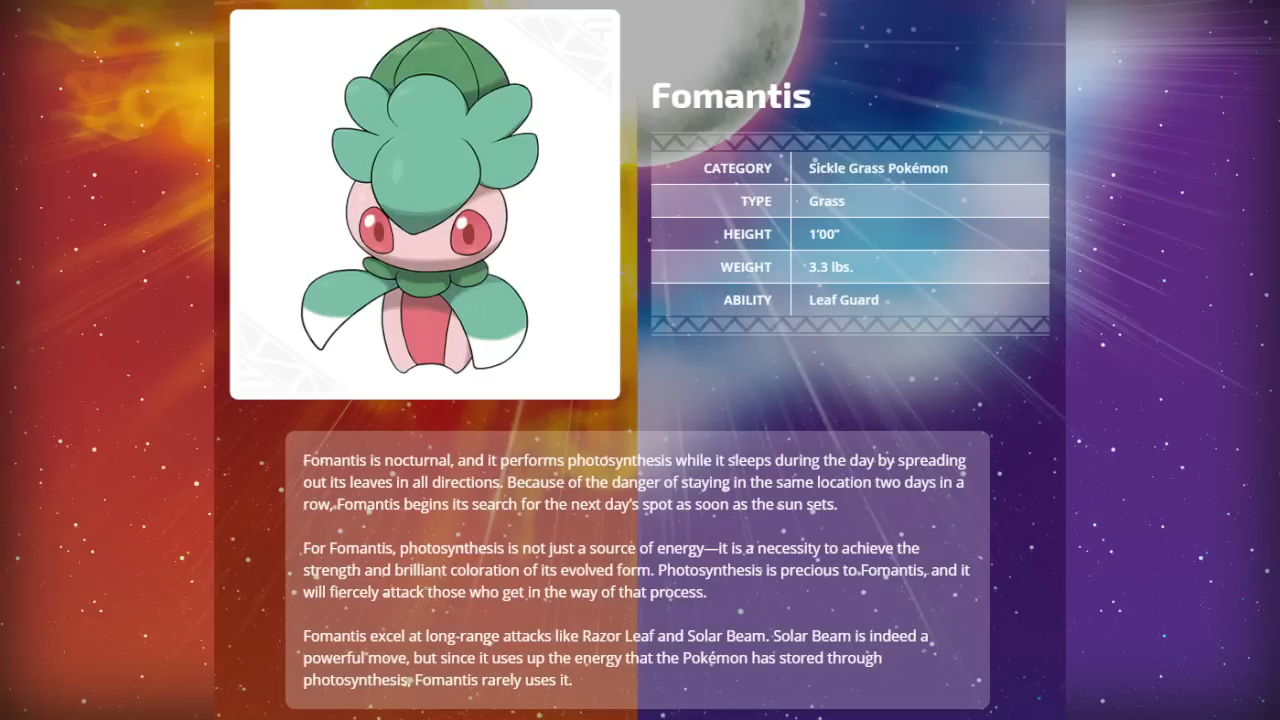 Fomantis
CATEGORY Sickle Grass Pokémon
TYPE Grass
HEIGHT 1'00"
WEIGHT 3.3 lbs.
ABILITY Leaf Guard
Fomantis is nocturnal, and it performs photosynthesis while it sleeps during the day by spreading
out its leaves in all directions. Because of the danger of staying in the same location two days in a
row, Fomantis begins its search for the next day's spot as soon as the sun sets.
For Fomantis, photosynthesis is not just a source of energy—it is a necessity to achieve the
strength and brilliant coloration of its evolved form. Photosynthesis is precious to Fomantis, and it
will fiercely attack those who get in the way of that process.
Fomantis excel at long-range attacks like Razor Leaf and Solar Beam. Solar Beam is indeed a
powerful move, but since it uses up the energy that the Pokémon has stored through
photosynthesis, Fomantis rarely uses it.